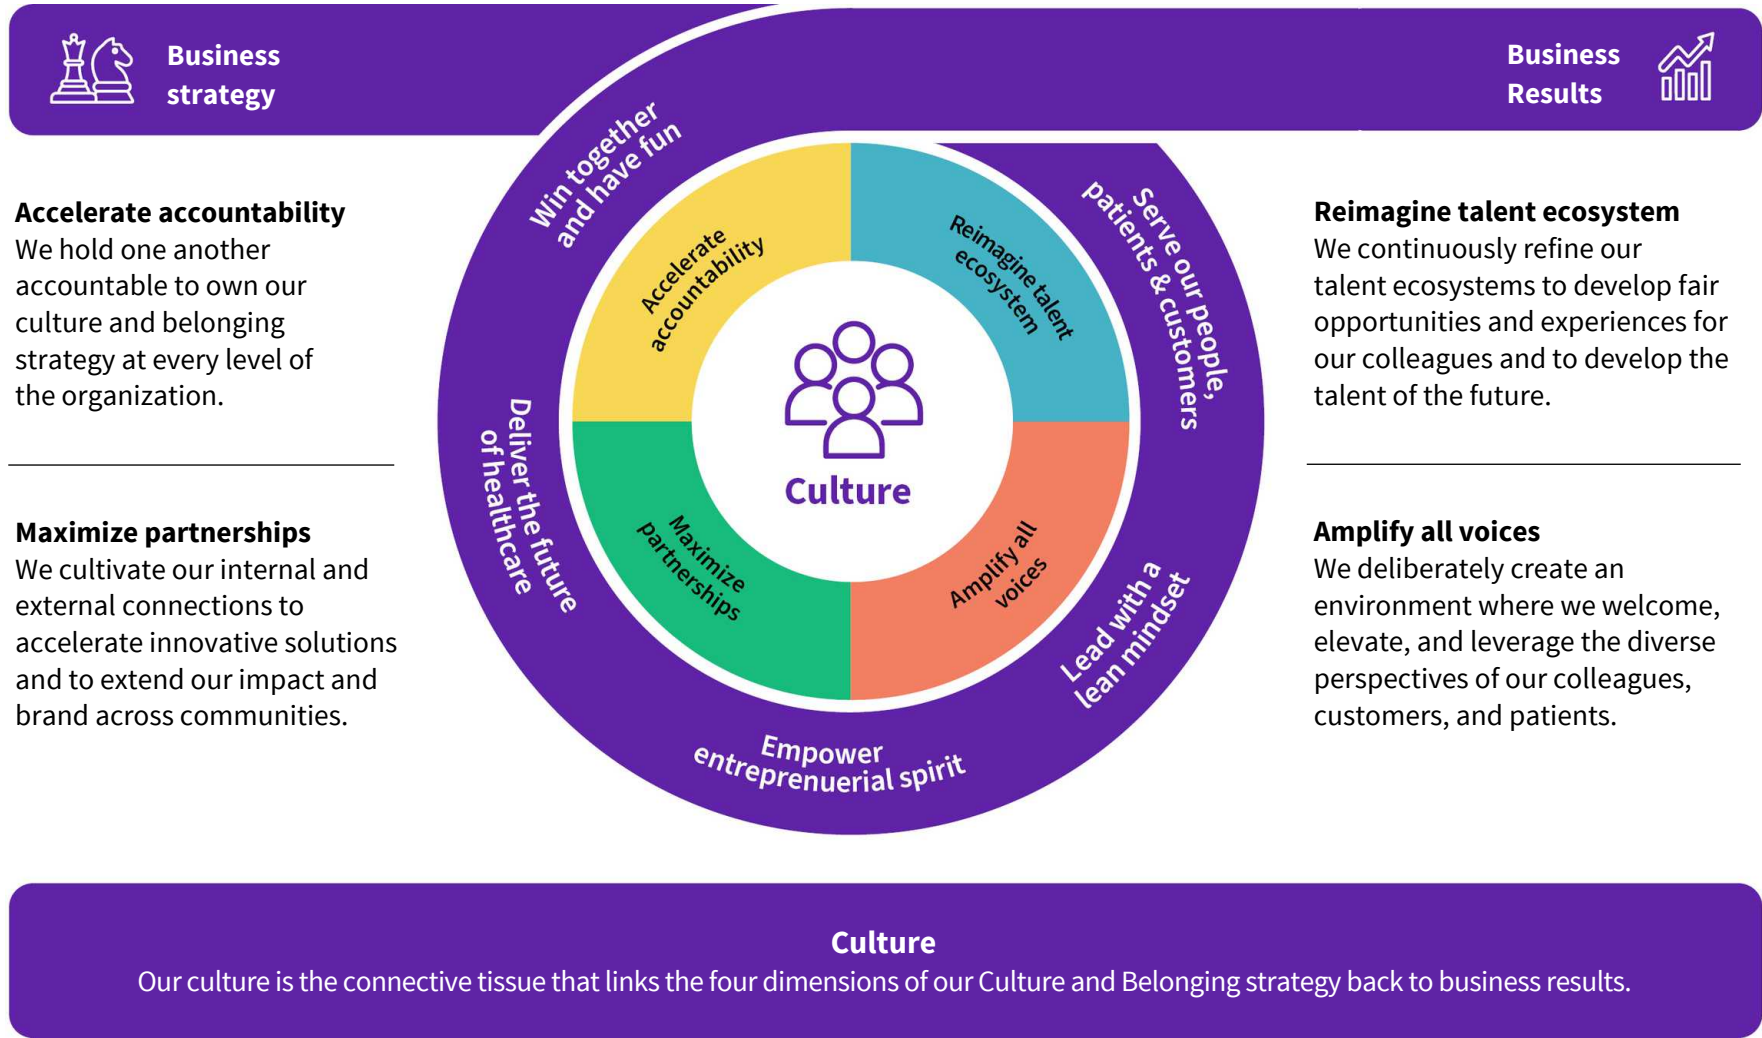 Business
strategy
Business
Results
Accelerate accountability
We hold one another
accountable to own our
culture and belonging
strategy at every level of
the organization.
Maximize partnerships
We cultivate our internal and
external connections to
accelerate innovative solutions
and to extend our impact and
brand across communities.
Win together
and have fun
Serve our people,
patients & customers
Deliver the future
of healthcare
Lead with a
lean mindset
Empower
entreprenuerial spirit
Accelerate
accountability
Reimagine talent
ecosystem
Maximize
partnerships
Amplify all
voices
Culture
Reimagine talent ecosystem
We continuously refine our
talent ecosystems to develop fair
opportunities and experiences for
our colleagues and to develop the
talent of the future.
Amplify all voices
We deliberately create an
environment where we welcome,
elevate, and leverage the diverse
perspectives of our colleagues,
customers, and patients.
Culture
Our culture is the connective tissue that links the four dimensions of our Culture and Belonging strategy back to business results.